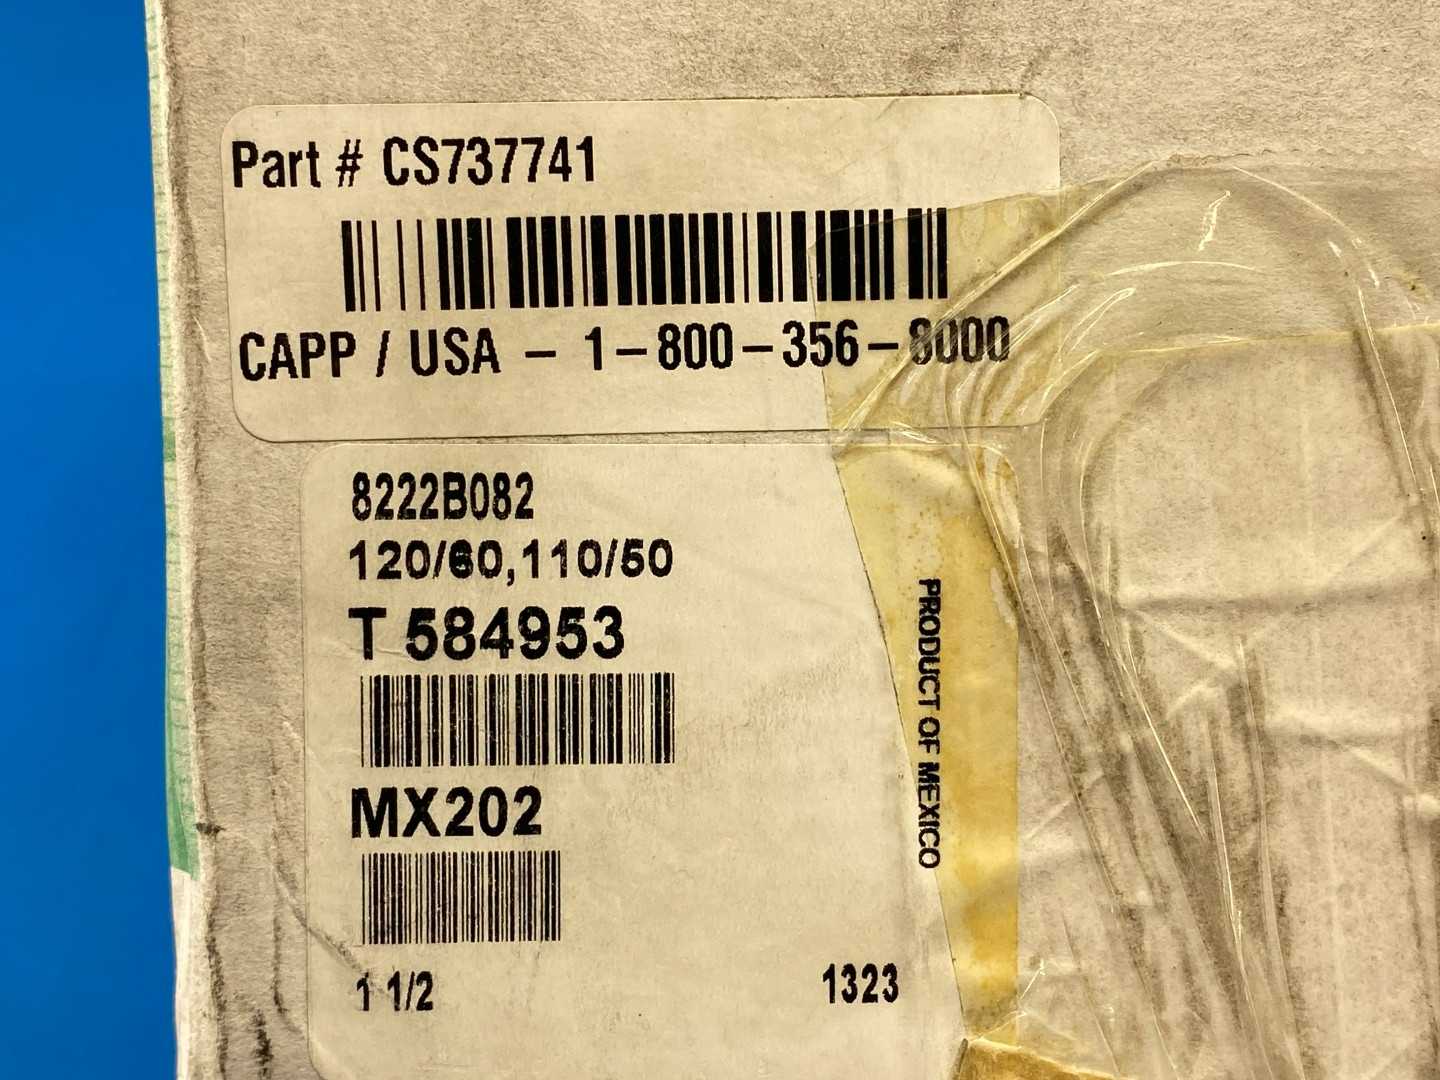 Part # CS737741
CAPP / USA - 1-800-356-8000
8222B082
120/60,110/50
T 584953
MX202
1 1/2
1323
PRODUCT OF MEXICO